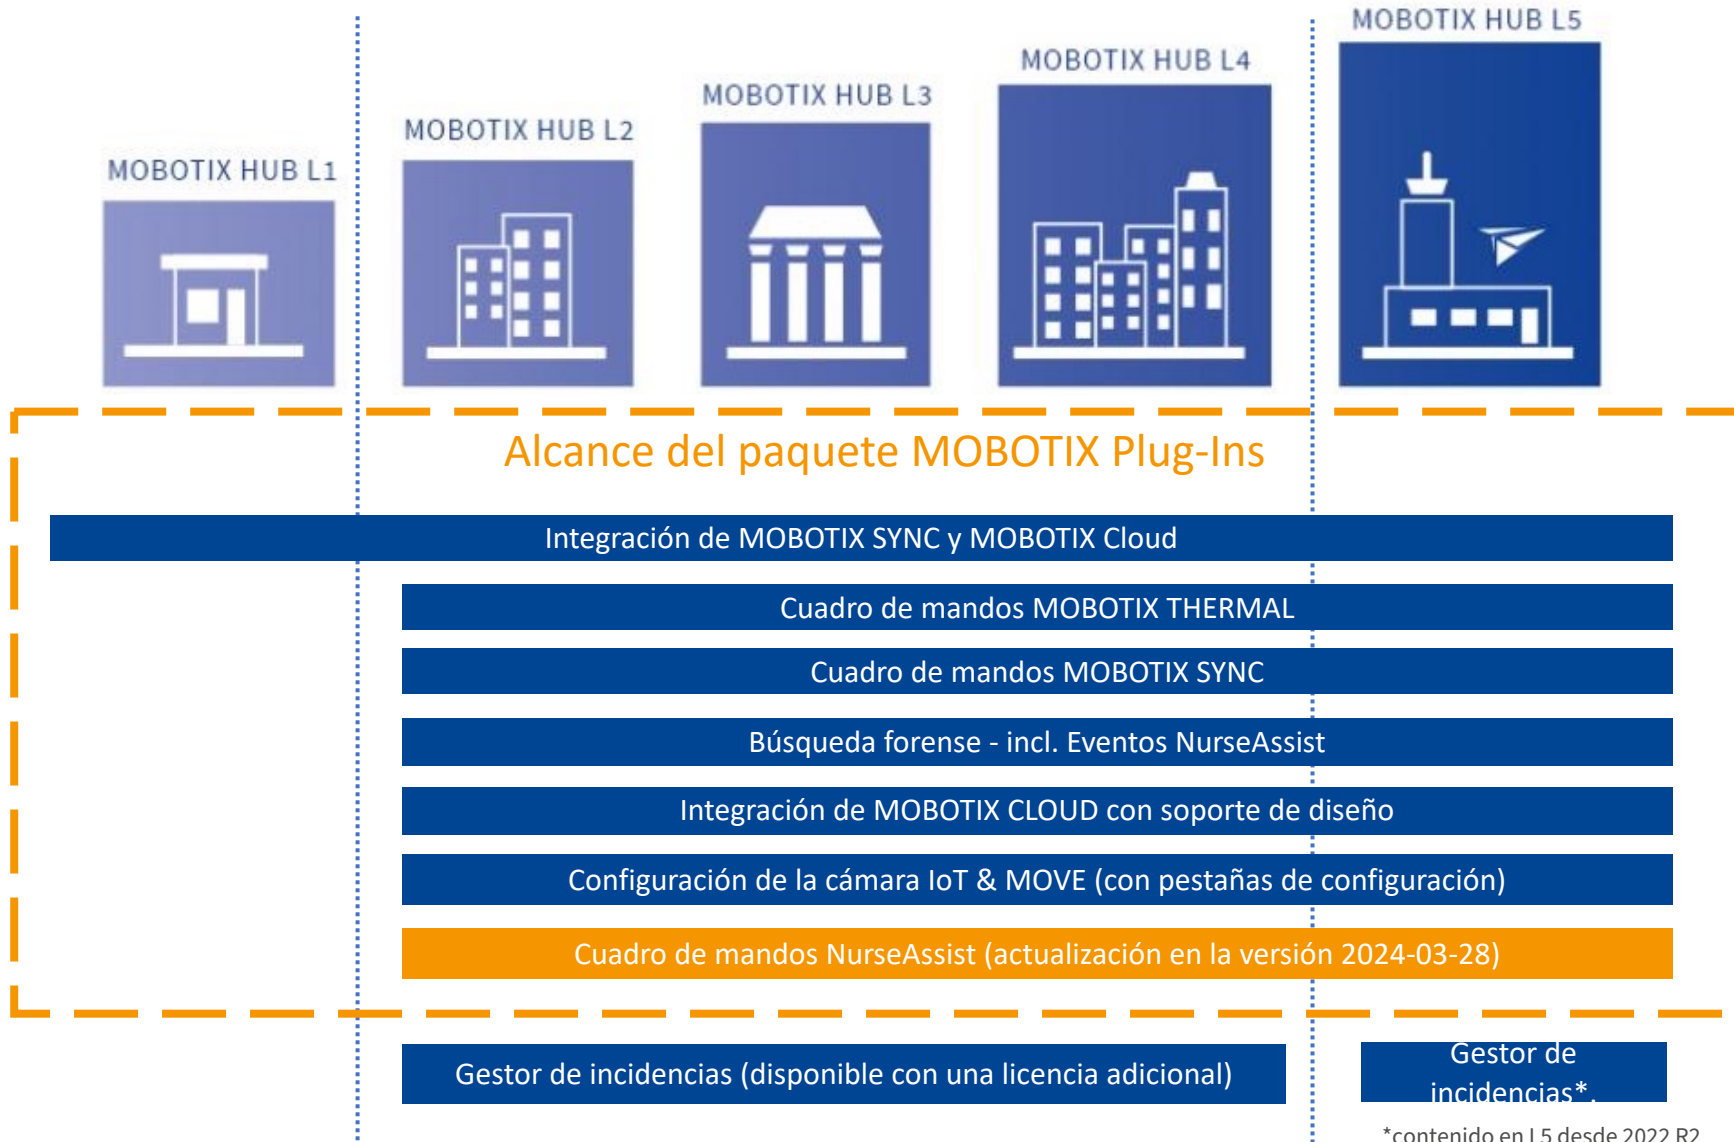 MOBOTIX HUB L1
MOBOTIX HUB L2
MOBOTIX HUB L3
MOBOTIX HUB L4
MOBOTIX HUB L5
Alcance del paquete MOBOTIX Plug-Ins
Integración de MOBOTIX SYNC y MOBOTIX Cloud
Cuadro de mandos MOBOTIX THERMAL
Cuadro de mandos MOBOTIX SYNC
Búsqueda forense - incl. Eventos NurseAssist
Integración de MOBOTIX CLOUD con soporte de diseño
Configuración de la cámara IoT & MOVE (con pestañas de configuración)
Cuadro de mandos NurseAssist (actualización en la versión 2024-03-28)
Gestor de incidencias (disponible con una licencia adicional)
Gestor de
incidencias*.
*contenido en L5 desde 2022 R2